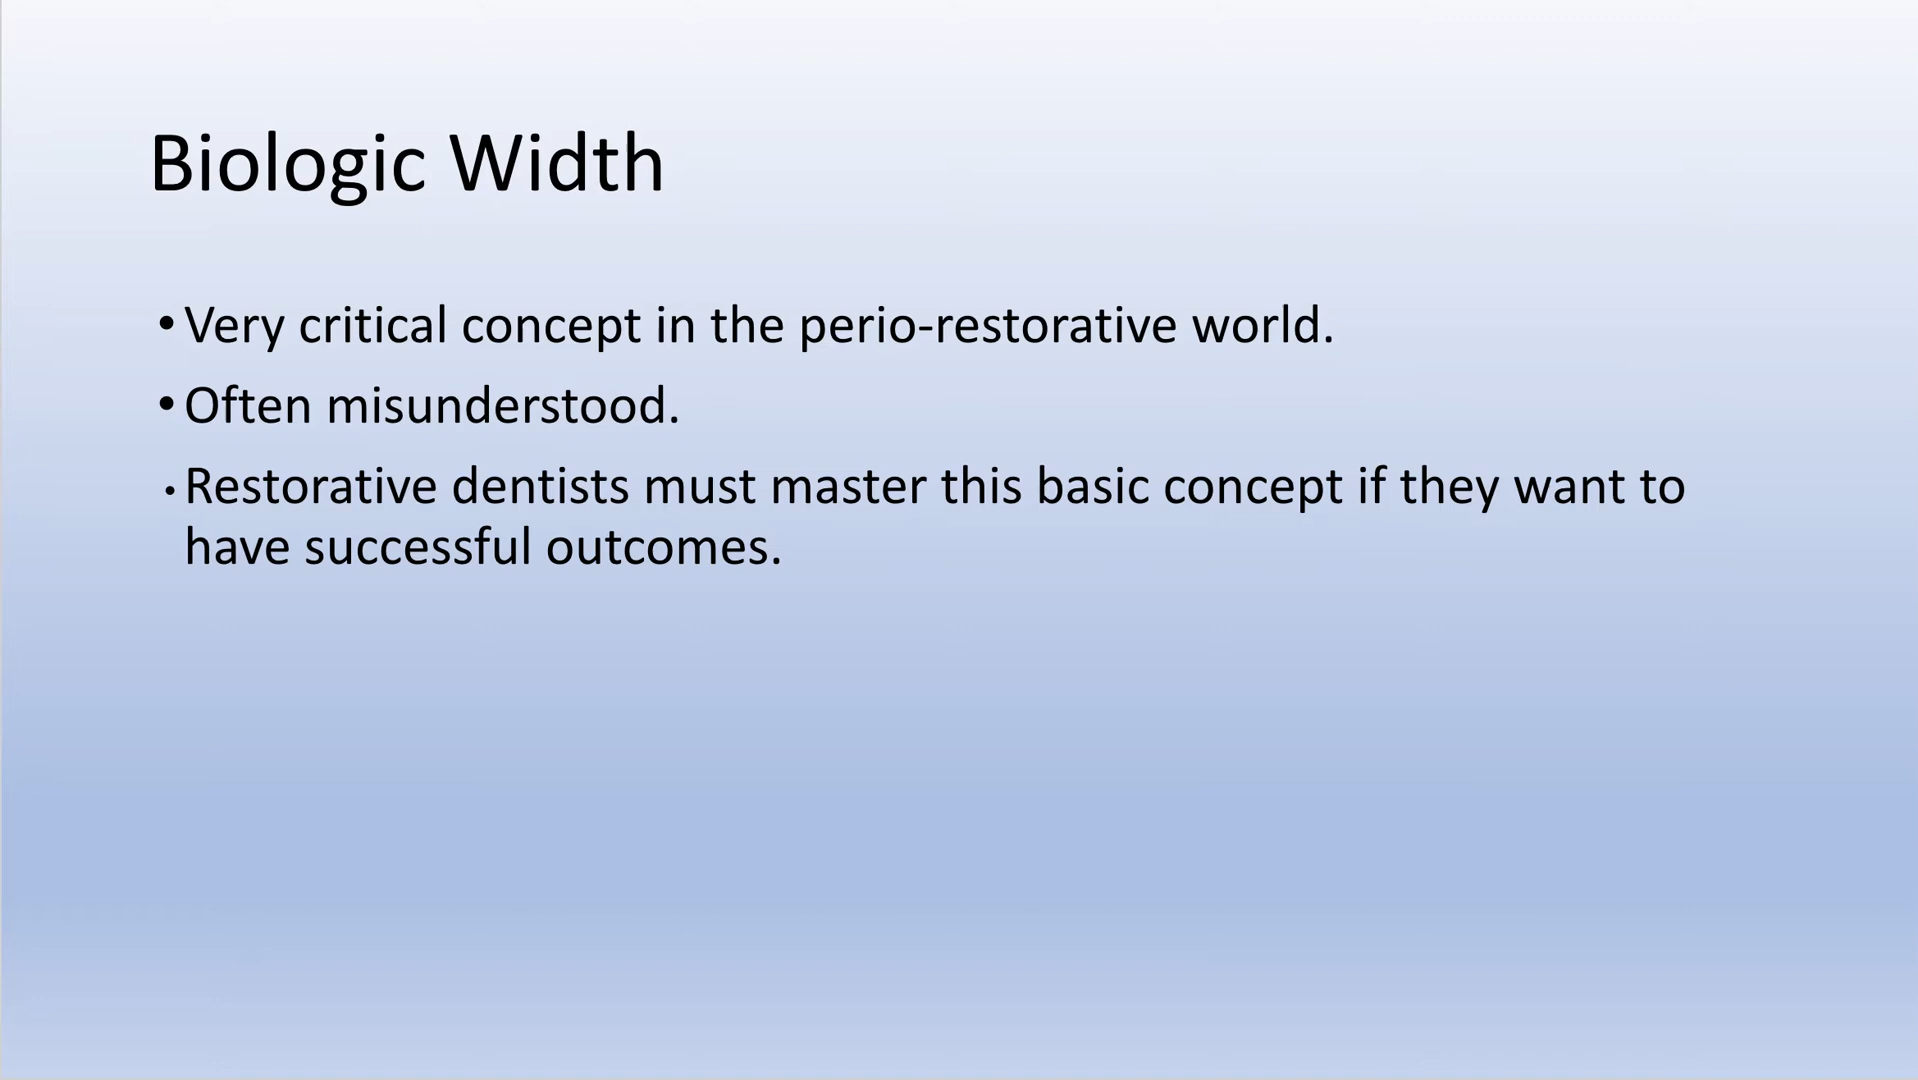 Biologic Width
• Very critical concept in the perio-restorative world.
• Often misunderstood.
• Restorative dentists must master this basic concept if they want to
have successful outcomes.